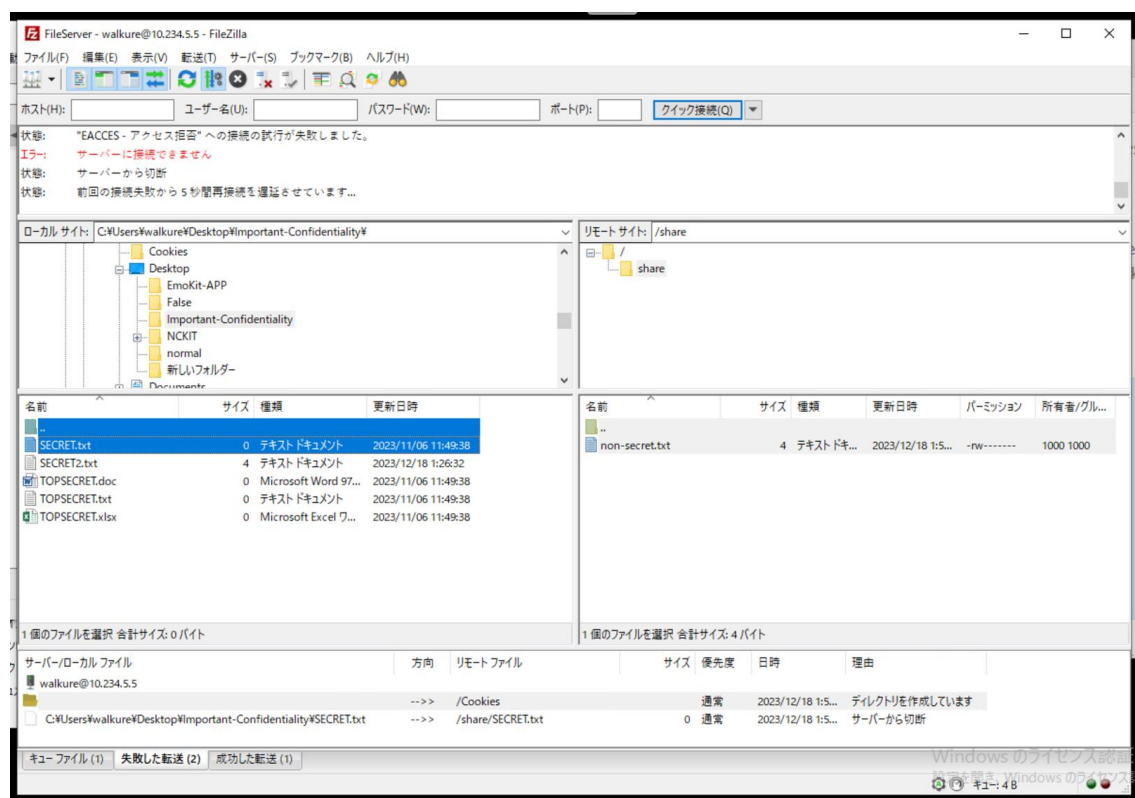 FileServer - walkure@10.234.5.5 - FileZilla
ファイル(F) 編集(E) 表示(V) 転送(T) サーバー(S) ブックマーク(B) ヘルプ(H)
ホスト(H): ユーザー名(U): パスワード(W): ポート(P): クイック接続(Q)
状態: "EACCES - アクセス拒否" への接続の試行が失敗しました。
エラー: サーバーに接続できません
状態: サーバーから切断
状態: 前回の接続失敗から 5 秒間再接続を遅延させています...
ローカル サイト: C:¥Users¥walkure¥Desktop¥Important-Confidentiality¥
Cookies
Desktop
EmoKit-APP
False
Important-Confidentiality
NCKIT
normal
新しいフォルダー
Documents
リモート サイト: /share
/
share
名前 サイズ 種類 更新日時
..
SECRET.txt 0 テキスト ドキュメント 2023/11/06 11:49:38
SECRET2.txt 4 テキスト ドキュメント 2023/12/18 1:26:32
TOPSECRET.doc 0 Microsoft Word 97... 2023/11/06 11:49:38
TOPSECRET.txt 0 テキスト ドキュメント 2023/11/06 11:49:38
TOPSECRET.xlsx 0 Microsoft Excel ワ... 2023/11/06 11:49:38
1 個のファイルを選択 合計サイズ: 0 バイト
名前 サイズ 種類 更新日時 パーミッション 所有者/グル...
..
non-secret.txt 4 テキスト ドキ... 2023/12/18 1:5... -rw------- 1000 1000
1 個のファイルを選択 合計サイズ: 4 バイト
サーバー/ローカル ファイル 方向 リモート ファイル サイズ 優先度 日時 理由
walkure@10.234.5.5
-->> /Cookies 通常 2023/12/18 1:5... ディレクトリを作成しています
C:¥Users¥walkure¥Desktop¥Important-Confidentiality¥SECRET.txt -->> /share/SECRET.txt 0 通常 2023/12/18 1:5... サーバーから切断
キュー ファイル (1) 失敗した転送 (2) 成功した転送 (1)
Windows のライセンス認証
設定を開き、Windows のライセンス
キュー: 4 B